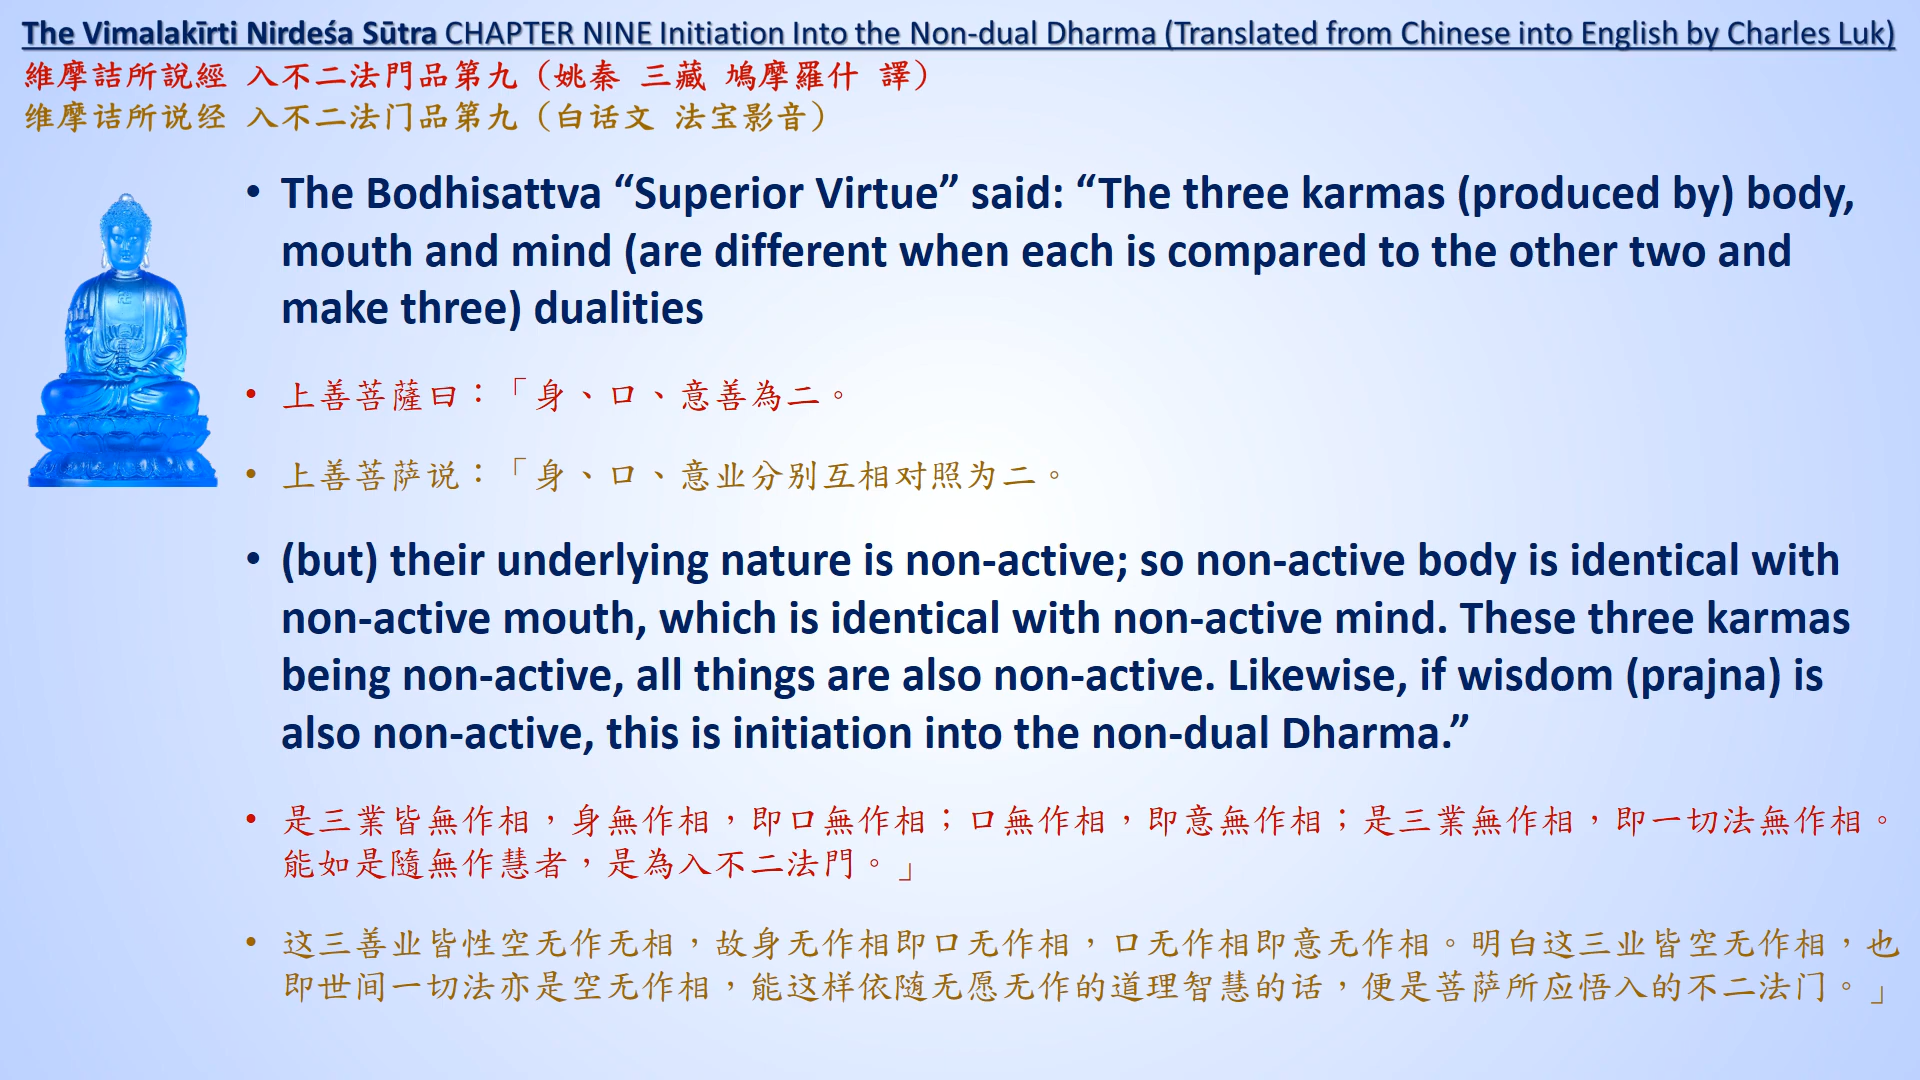 The Vimalakīrti Nirdeśa Sūtra CHAPTER NINE Initiation Into the Non-dual Dharma (Translated from Chinese into English by Charles Luk)
維摩詰所說經 入不二法門品第九（姚秦 三藏 鳩摩羅什 譯）
维摩诘所说经 入不二法门品第九（白话文 法宝影音）
• The Bodhisattva “Superior Virtue” said: “The three karmas (produced by) body,
mouth and mind (are different when each is compared to the other two and
make three) dualities
• 上善菩薩曰：「身、口、意善為二。
• 上善菩萨说：「身、口、意业分别互相对照为二。
• (but) their underlying nature is non-active; so non-active body is identical with
non-active mouth, which is identical with non-active mind. These three karmas
being non-active, all things are also non-active. Likewise, if wisdom (prajna) is
also non-active, this is initiation into the non-dual Dharma.”
• 是三業皆無作相，身無作相，即口無作相；口無作相，即意無作相；是三業無作相，即一切法無作相。
能如是隨無作慧者，是為入不二法門。」
• 这三善业皆性空无作无相，故身无作相即口无作相，口无作相即意无作相。明白这三业皆空无作相，也
即世间一切法亦是空无作相，能这样依随无愿无作的道理智慧的话，便是菩萨所应悟入的不二法门。」